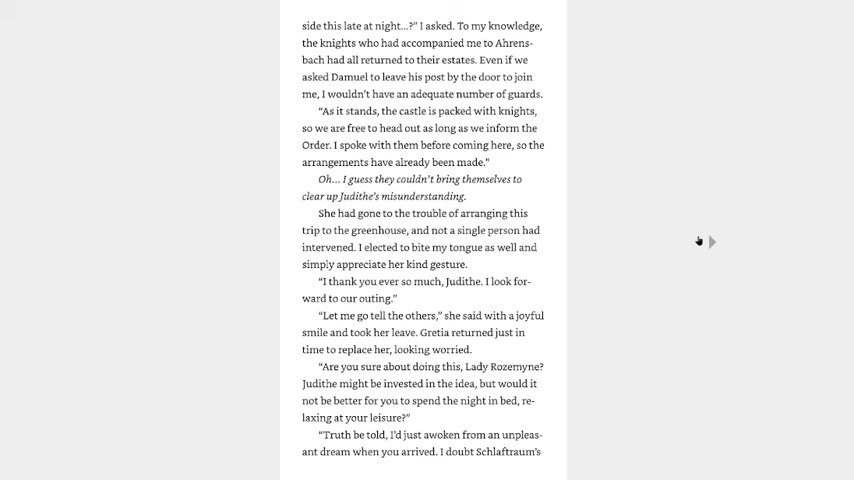 side this late at night...?” I asked. To my knowledge,
the knights who had accompanied me to Ahrens-
bach had all returned to their estates. Even if we
asked Damuel to leave his post by the door to join
me, I wouldn’t have an adequate number of guards.
“As it stands, the castle is packed with knights,
so we are free to head out as long as we inform the
Order. I spoke with them before coming here, so the
arrangements have already been made.”
Oh... I guess they couldn’t bring themselves to
clear up Judithe’s misunderstanding.
She had gone to the trouble of arranging this
trip to the greenhouse, and not a single person had
intervened. I elected to bite my tongue as well and
simply appreciate her kind gesture.
“I thank you ever so much, Judithe. I look for-
ward to our outing.”
“Let me go tell the others,” she said with a joyful
smile and took her leave. Gretia returned just in
time to replace her, looking worried.
“Are you sure about doing this, Lady Rozemyne?
Judithe might be invested in the idea, but would it
not be better for you to spend the night in bed, re-
laxing at your leisure?”
“Truth be told, I’d just awoken from an unpleas-
ant dream when you arrived. I doubt Schlaftraum’s